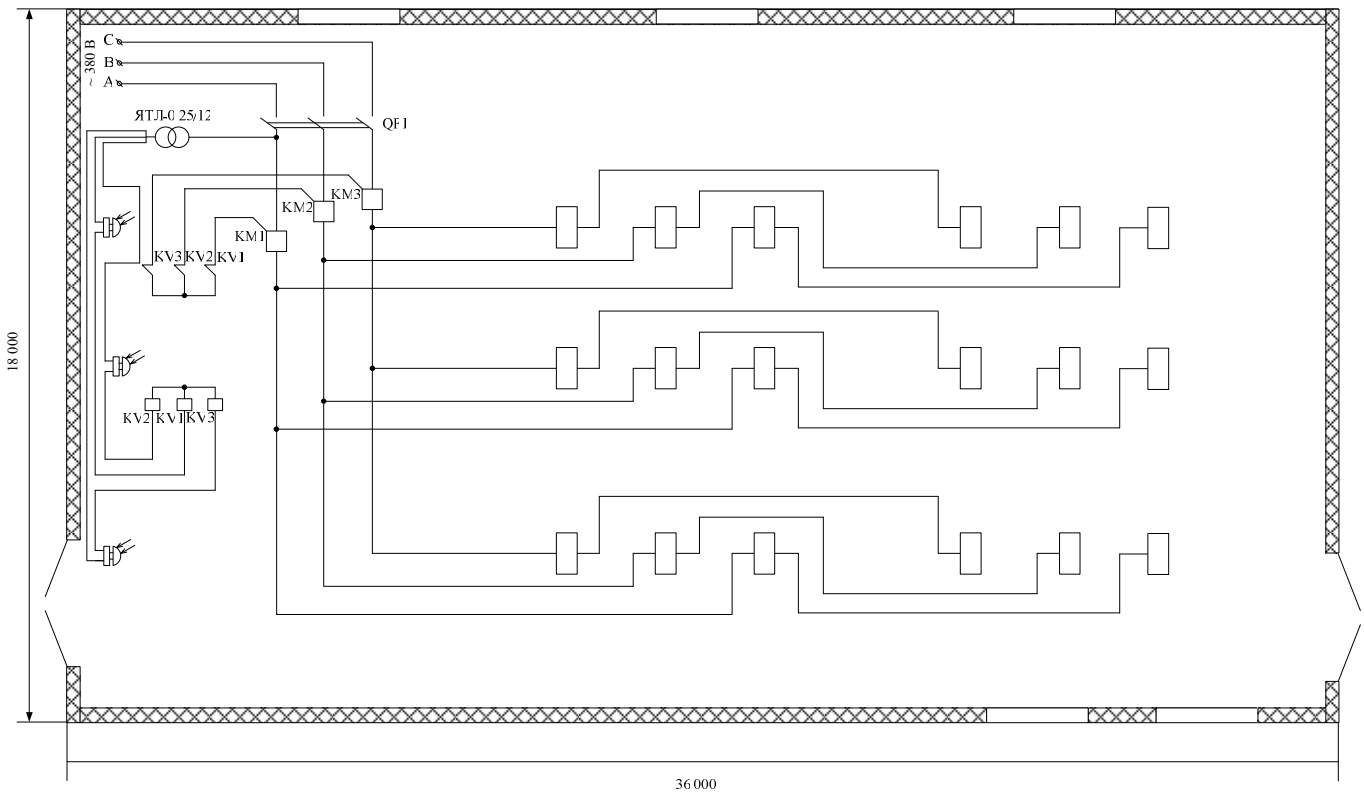 ~ 380 В
C
B
A
ЯТЛ-0 25/12
QF1
KM3
KM2
KM1
KV3 KV2 KV1
18 000
KV2 KV1 KV3
36 000